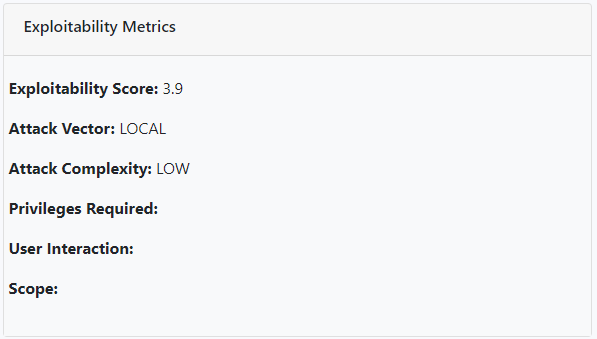 Exploitability Metrics
Exploitability Score: 3.9
Attack Vector: LOCAL
Attack Complexity: LOW
Privileges Required:
User Interaction:
Scope: